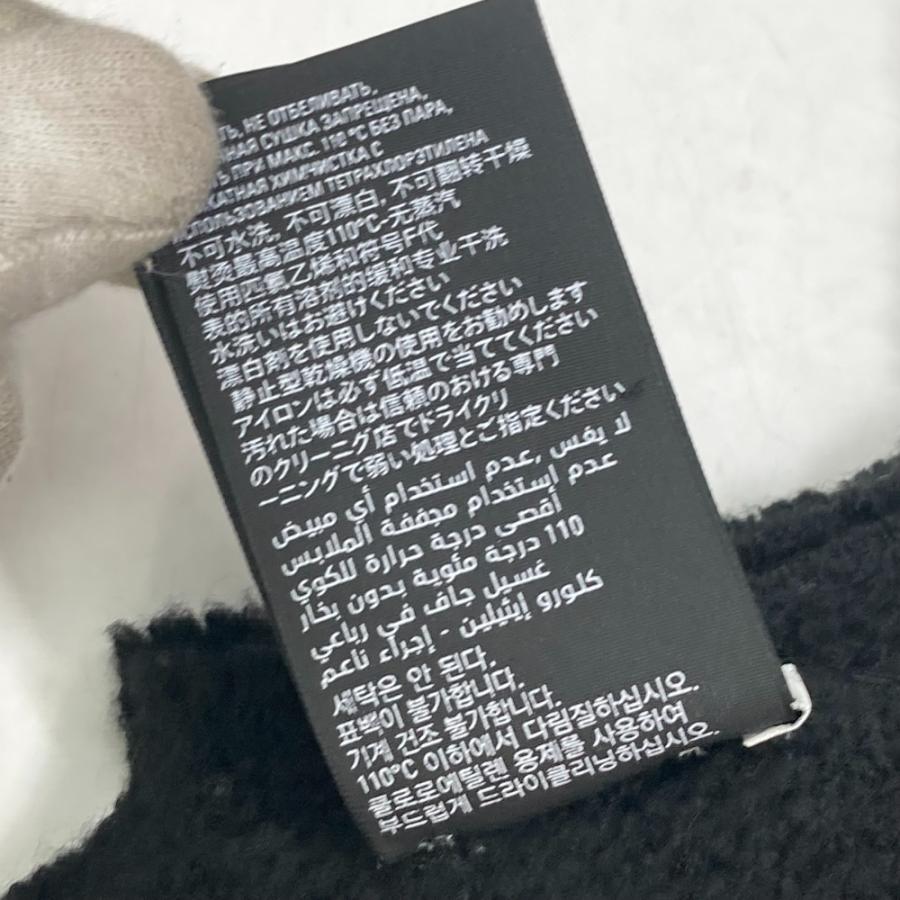 ТЬ, НЕ ОТБЕЛИВАТЬ,
НАЯ СУШКА ЗАПРЕЩЕНА,
ПРИ МАКС. 110 °C БЕЗ ПАРА,
КАТНАЯ ХИМЧИСТКА С
ИСПОЛЬЗОВАНИЕМ ТЕТРАХЛОРЭТИЛЕНА
不可水洗, 不可漂白, 不可翻转干燥
熨烫最高温度110°C-无蒸汽
使用四氯乙烯和符号F代
表的所有溶剂的缓和专业干洗
水洗いはお避けください
漂白剤を使用しないでください
静止型乾燥機の使用をお勧めします
アイロンは必ず低温で当ててください
汚れた場合は信頼のおける専門
のクリーニング店でドライクリ
ーニングで弱い処理とご指定ください
لا يغس ,عدم استخدام أي مبيض
عدم استخدام مجففة الملابس
أقصى درجة حرارة للكوي
110 درجة مئوية بدون بخار
غسيل جاف في رباعي
كلورو إيثيلين - إجراء ناعم
세탁은 안 된다.
표백이 불가합니다.
기계 건조 불가합니다.
110°C 이하에서 다림질하십시오.
클로로에틸렌 용제를 사용하여
부드럽게 드라이클리닝하십시오.